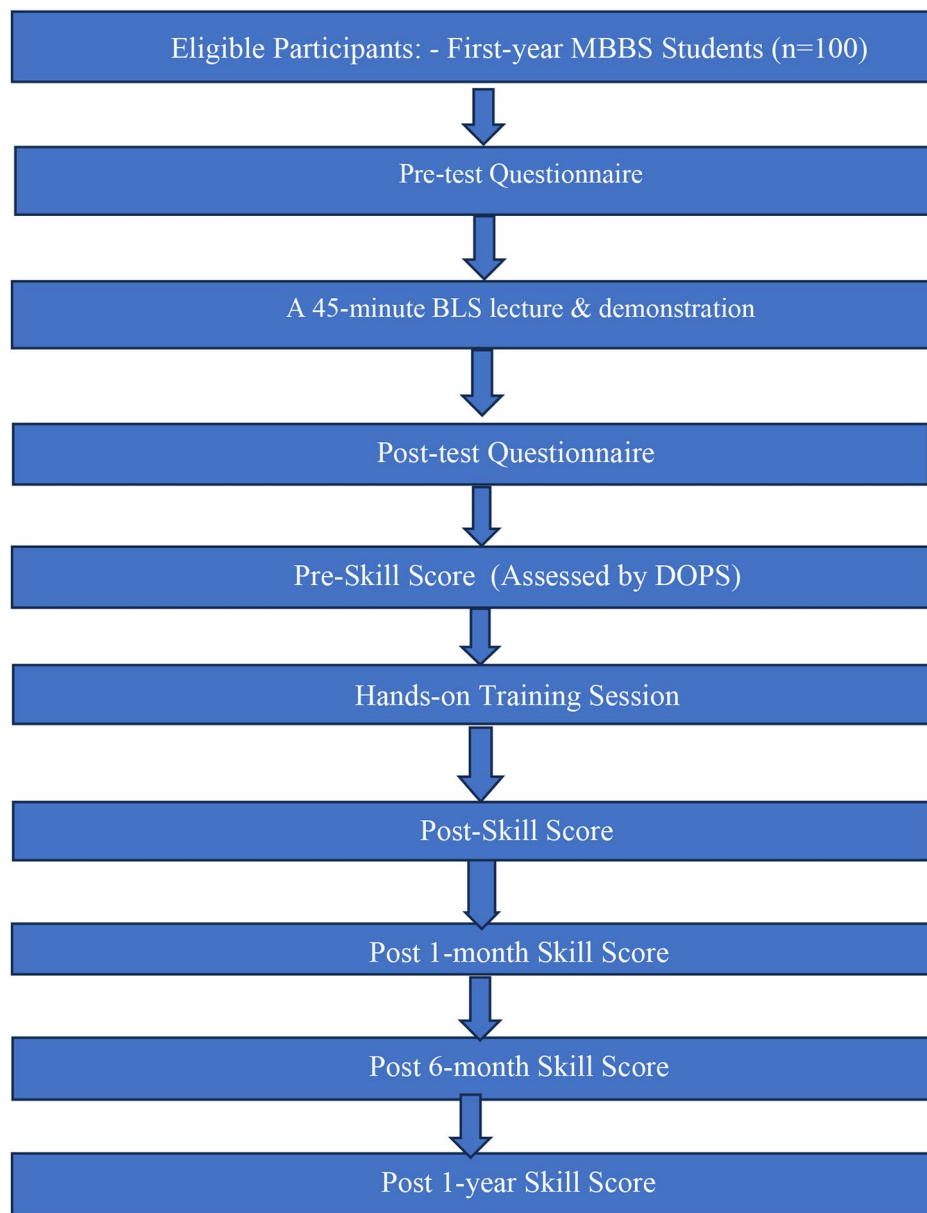 Eligible Participants: - First-year MBBS Students (n=100)
Pre-test Questionnaire
A 45-minute BLS lecture & demonstration
Post-test Questionnaire
Pre-Skill Score (Assessed by DOPS)
Hands-on Training Session
Post-Skill Score
Post 1-month Skill Score
Post 6-month Skill Score
Post 1-year Skill Score